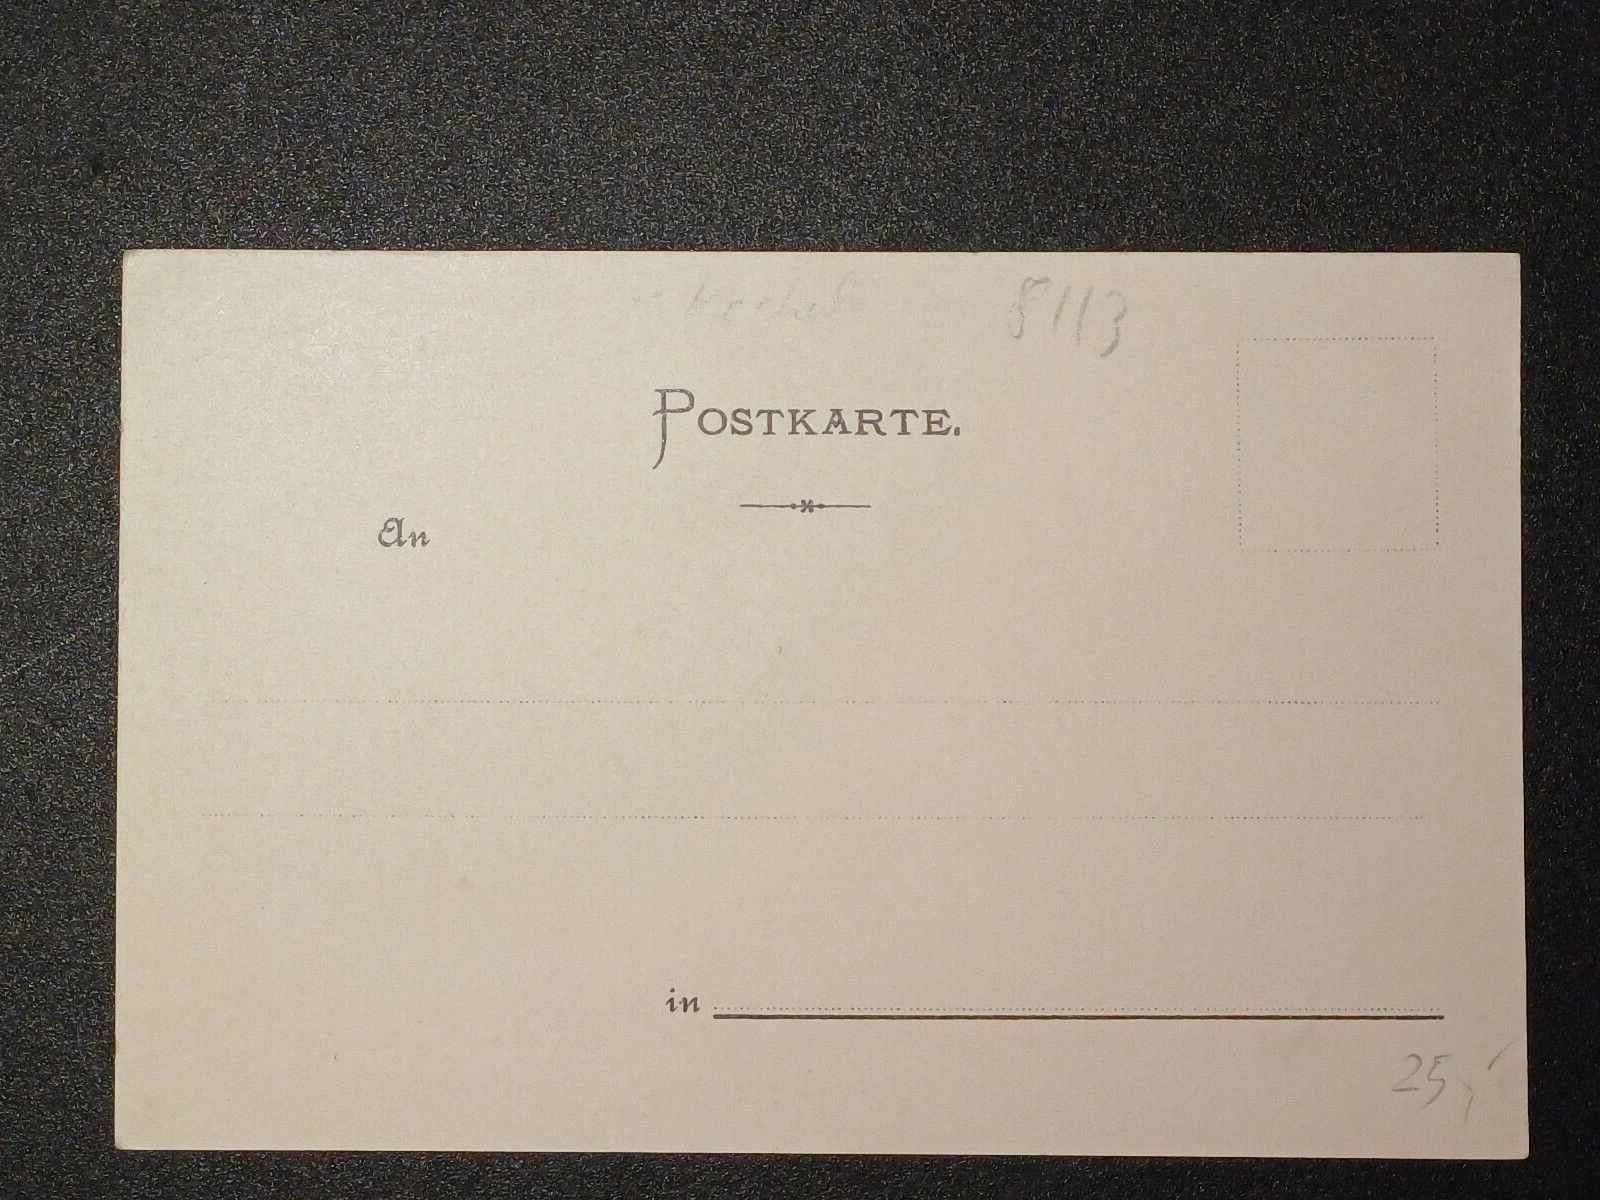 8113
POSTKARTE.
An
in
25,